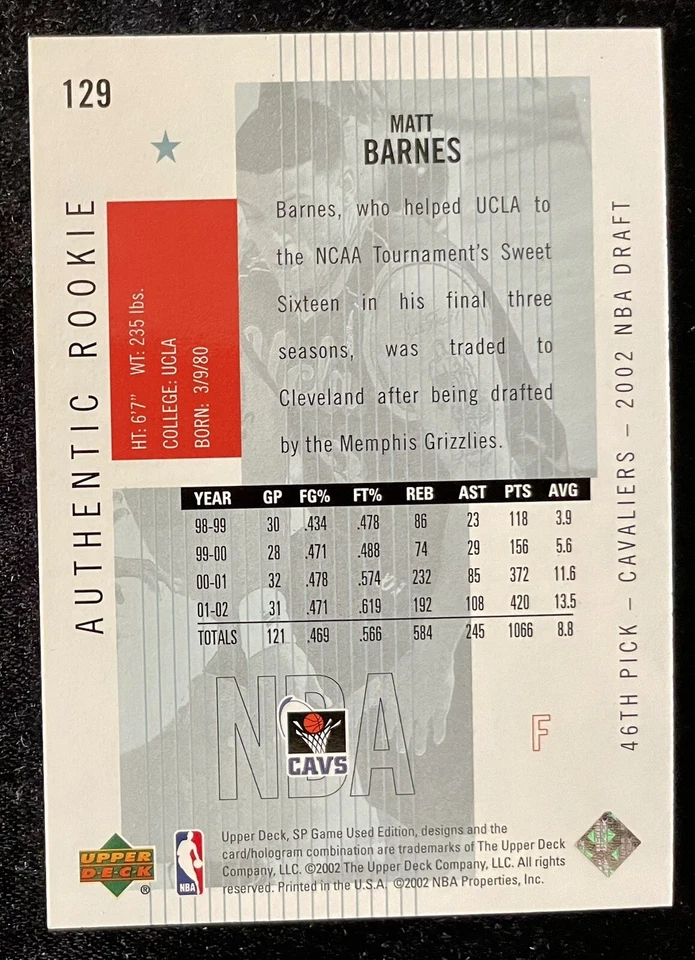 129
AUTHENTIC ROOKIE
HT: 6'7" WT: 235 lbs.
COLLEGE: UCLA
BORN: 3/9/80
MATT
BARNES
Barnes, who helped UCLA to
the NCAA Tournament's Sweet
Sixteen in his final three
seasons, was traded to
Cleveland after being drafted
by the Memphis Grizzlies.
46TH PICK – CAVALIERS – 2002 NBA DRAFT
YEAR GP FG% FT% REB AST PTS AVG
98-99 30 .434 .478 86 23 118 3.9
99-00 28 .471 .488 74 29 156 5.6
00-01 32 .478 .574 232 85 372 11.6
01-02 31 .471 .619 192 108 420 13.5
TOTALS 121 .469 .566 584 245 1066 8.8
NBA
CAVS
F
UPPER
DECK
®
NBA
Upper Deck, SP Game Used Edition, designs and the
card/hologram combination are trademarks of The Upper Deck
Company, LLC. ©2002 The Upper Deck Company, LLC. All rights
reserved. Printed in the U.S.A. ©2002 NBA Properties, Inc.